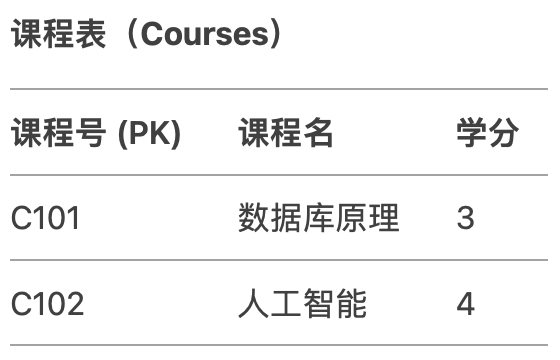 课程表（Courses）
课程号 (PK) 课程名 学分
C101 数据库原理 3
C102 人工智能 4